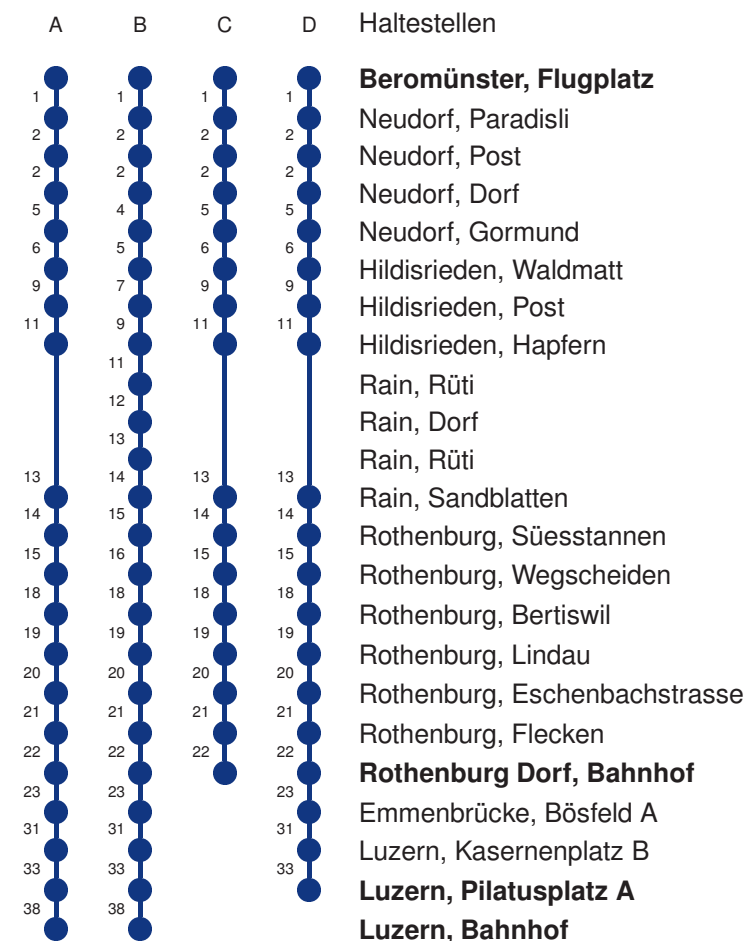 A B C D Haltestellen
Beromünster, Flugplatz
1 1 1 1
Neudorf, Paradisli
2 2 2 2
Neudorf, Post
2 2 2 2
Neudorf, Dorf
5 4 5 5
Neudorf, Gormund
6 5 6 6
Hildisrieden, Waldmatt
9 7 9 9
Hildisrieden, Post
11 9 11 11
Hildisrieden, Hapfern
11
Rain, Rüti
12
Rain, Dorf
13
Rain, Rüti
13 14 13 13
Rain, Sandblatten
14 15 14 14
Rothenburg, Süesstannen
15 16 15 15
Rothenburg, Wegscheiden
18 18 18 18
Rothenburg, Bertiswil
19 19 19 19
Rothenburg, Lindau
20 20 20 20
Rothenburg, Eschenbachstrasse
21 21 21 21
Rothenburg, Flecken
22 22 22 22
Rothenburg Dorf, Bahnhof
23 23 23
Emmenbrücke, Bösfeld A
31 31 31
Luzern, Kasernenplatz B
33 33 33
Luzern, Pilatusplatz A
38 38
Luzern, Bahnhof